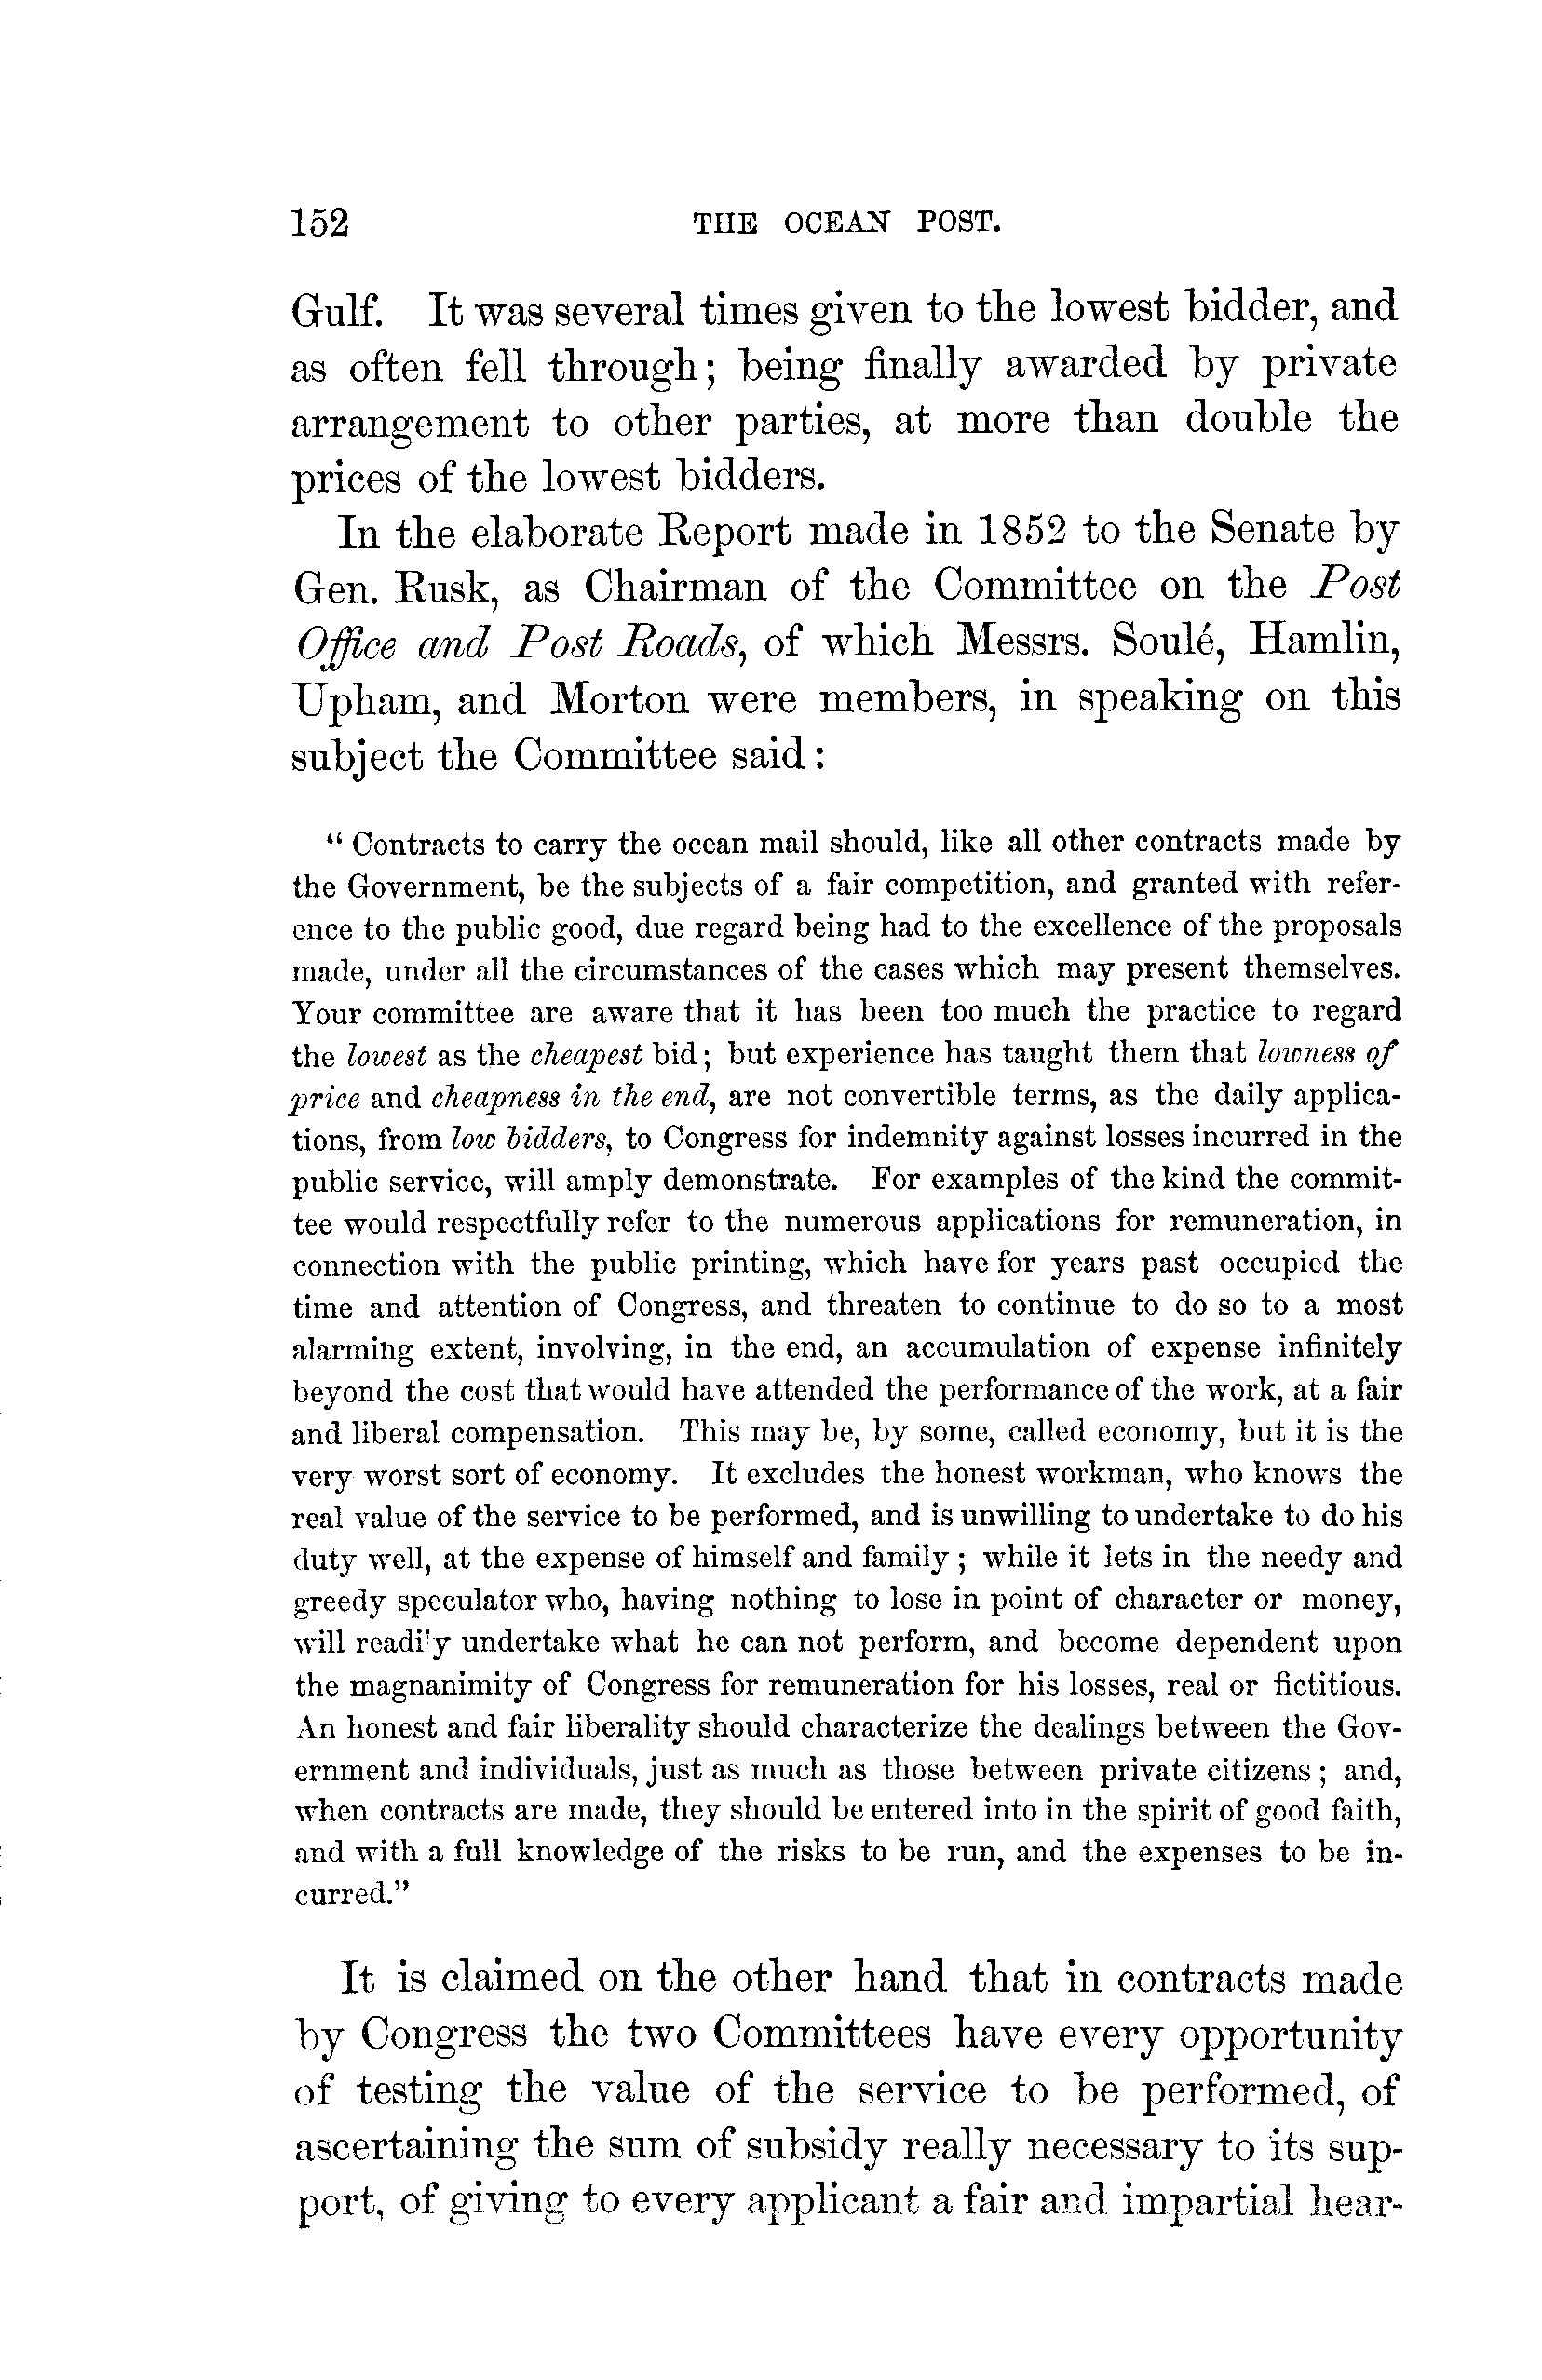 152 THE OCEAN POST.
Gulf. It was several times given to the lowest bidder, and
as often fell through; being finally awarded by private
arrangement to other parties, at more than double the
prices of the lowest bidders.
In the elaborate Report made in 1852 to the Senate by
Gen. Rusk, as Chairman of the Committee on the Post
Office and Post Roads, of which Messrs. Soulé, Hamlin,
Upham, and Morton were members, in speaking on this
subject the Committee said:
“ Contracts to carry the ocean mail should, like all other contracts made by
the Government, be the subjects of a fair competition, and granted with refer-
ence to the public good, due regard being had to the excellence of the proposals
made, under all the circumstances of the cases which may present themselves.
Your committee are aware that it has been too much the practice to regard
the lowest as the cheapest bid; but experience has taught them that lowness of
price and cheapness in the end, are not convertible terms, as the daily applica-
tions, from low bidders, to Congress for indemnity against losses incurred in the
public service, will amply demonstrate. For examples of the kind the commit-
tee would respectfully refer to the numerous applications for remuneration, in
connection with the public printing, which have for years past occupied the
time and attention of Congress, and threaten to continue to do so to a most
alarming extent, involving, in the end, an accumulation of expense infinitely
beyond the cost that would have attended the performance of the work, at a fair
and liberal compensation. This may be, by some, called economy, but it is the
very worst sort of economy. It excludes the honest workman, who knows the
real value of the service to be performed, and is unwilling to undertake to do his
duty well, at the expense of himself and family; while it lets in the needy and
greedy speculator who, having nothing to lose in point of character or money,
will readily undertake what he can not perform, and become dependent upon
the magnanimity of Congress for remuneration for his losses, real or fictitious.
An honest and fair liberality should characterize the dealings between the Gov-
ernment and individuals, just as much as those between private citizens; and,
when contracts are made, they should be entered into in the spirit of good faith,
and with a full knowledge of the risks to be run, and the expenses to be in-
curred.”
It is claimed on the other hand that in contracts made
by Congress the two Committees have every opportunity
of testing the value of the service to be performed, of
ascertaining the sum of subsidy really necessary to its sup-
port, of giving to every applicant a fair and impartial hear-